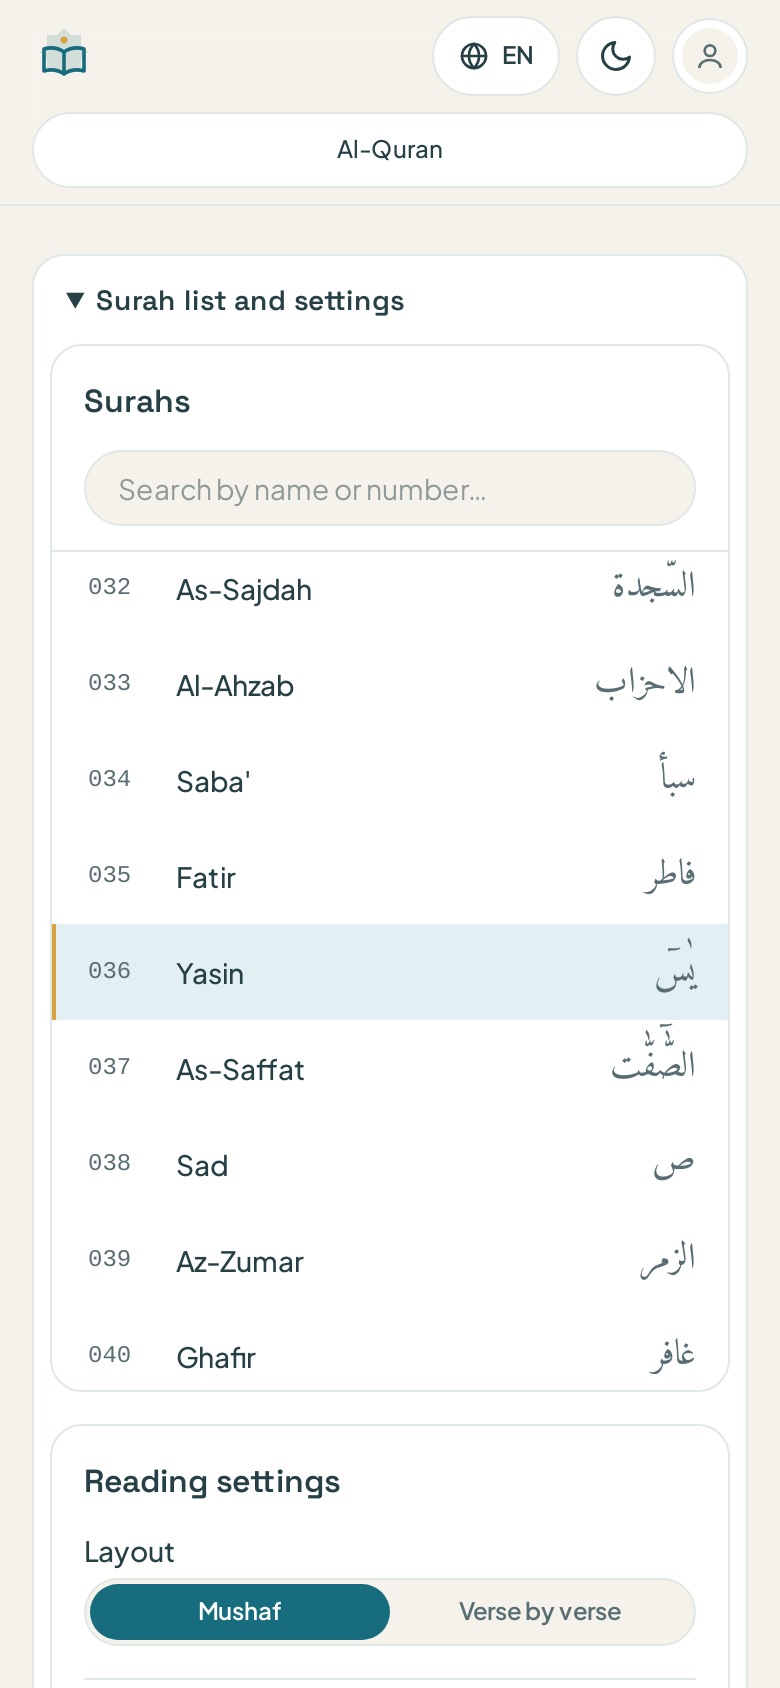 EN
Al-Quran
Surah list and settings
Surahs
Search by name or number...
032 As-Sajdah السّجدة
033 Al-Ahzab الاحزاب
034 Saba' سبأ
035 Fatir فاطر
036 Yasin يٰسۤ
037 As-Saffat الصّٰۤفّٰت
038 Sad ص
039 Az-Zumar الزمر
040 Ghafir غافر
Reading settings
Layout
Mushaf Verse by verse